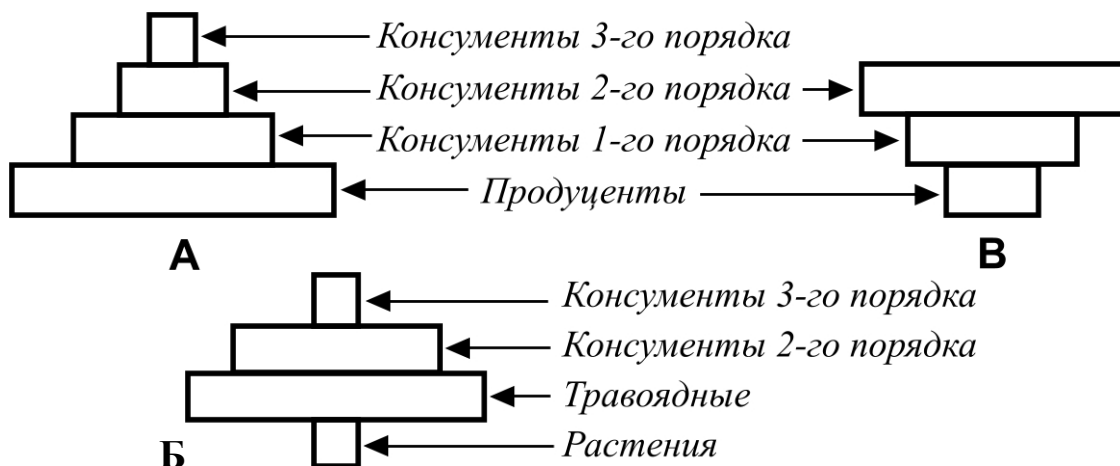 Консументы 3-го порядка
Консументы 2-го порядка
Консументы 1-го порядка
Продуценты
А
В
Консументы 3-го порядка
Консументы 2-го порядка
Травоядные
Растения
Б